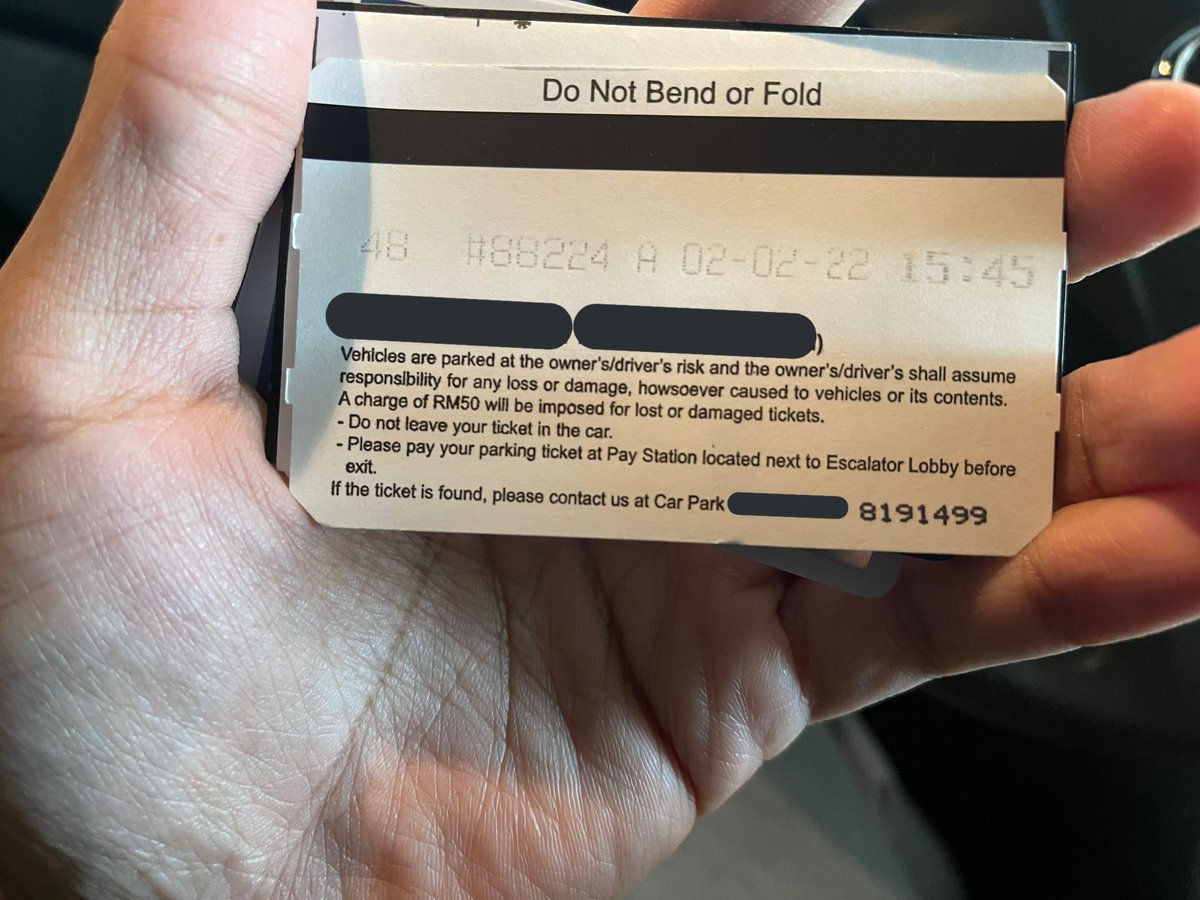 Do Not Bend or Fold
48 #88224 A 02-02-22 15:45
)
Vehicles are parked at the owner's/driver's risk and the owner's/driver's shall assume
responsibility for any loss or damage, howsoever caused to vehicles or its contents.
A charge of RM50 will be imposed for lost or damaged tickets.
- Do not leave your ticket in the car.
- Please pay your parking ticket at Pay Station located next to Escalator Lobby before
exit.
If the ticket is found, please contact us at Car Park 8191499